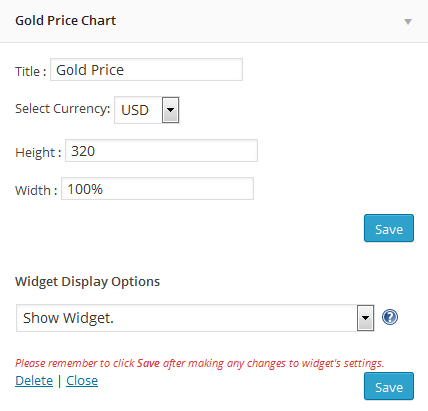 Gold Price Chart
Title : Gold Price
Select Currency: USD
Height : 320
Width : 100%
Save
Widget Display Options
Show Widget.
?
Please remember to click Save after making any changes to widget's settings.
Delete | Close
Save